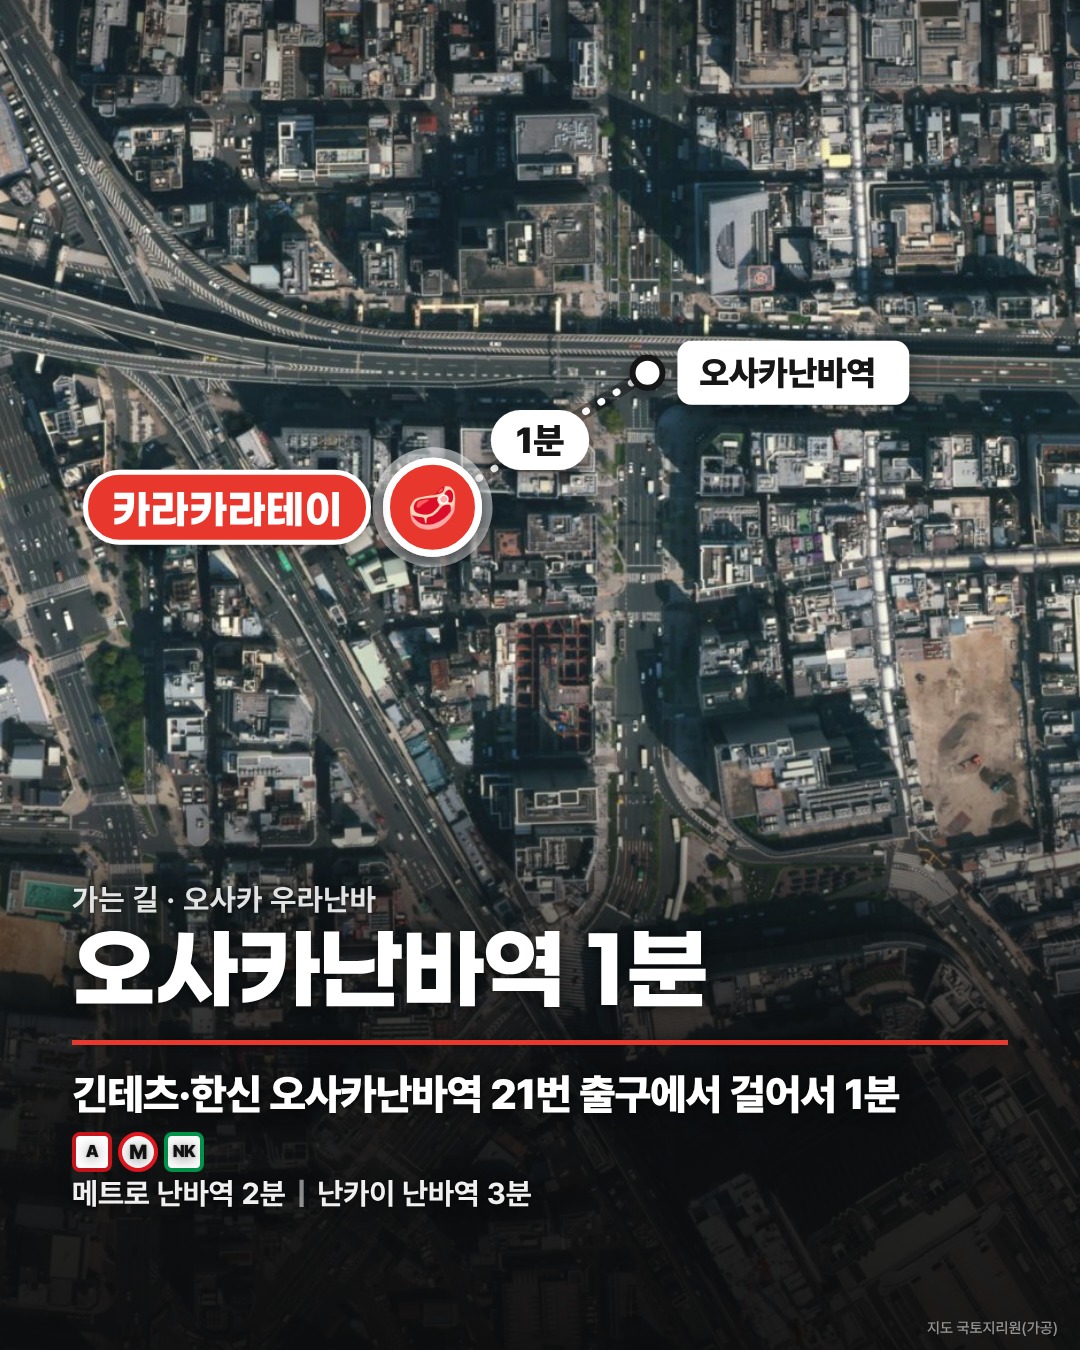 오사카난바역
1분
카라카라테이
가는 길 · 오사카 우라난바
오사카난바역 1분
긴테츠·한신 오사카난바역 21번 출구에서 걸어서 1분
A M NK
메트로 난바역 2분 | 난카이 난바역 3분
지도 국토지리원(가공)